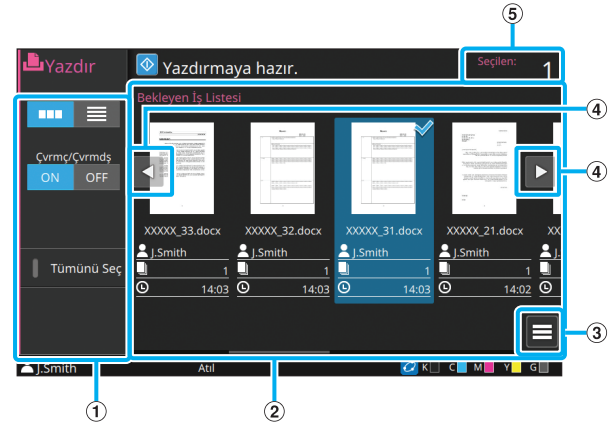 ⑤
Yazdır
Yazdırmaya hazır.
Seçilen:
1
Bekleyen İş Listesi
④
Çvrmç/Çvrmdş
ON OFF
④
XXXXX_33.docx XXXXX_32.docx XXXXX_31.docx XXXXX_21.docx XX
J.Smith J.Smith J.Smith J.Smith J.
Tümünü Seç
1 1 1 1
14:03 14:03 14:03 14:02
③
J.Smith Atıl K C M Y G
① ②